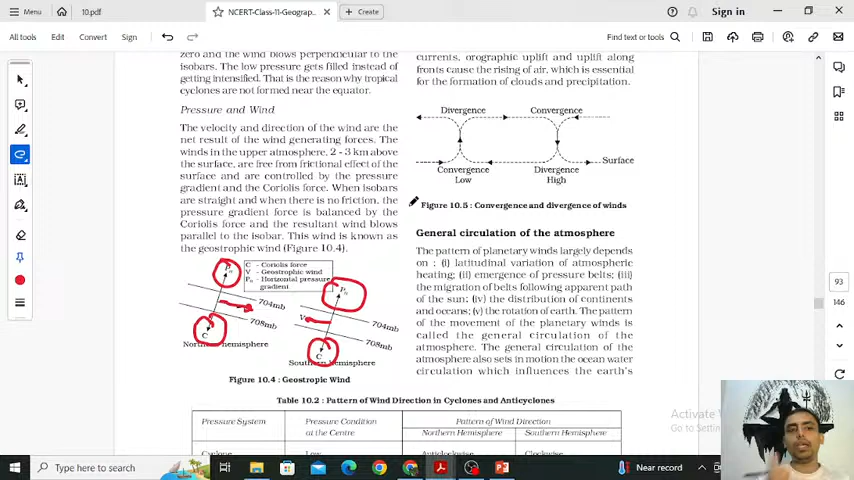 Menu
10.pdf
NCERT-Class-11-Geograp...
Create
Sign in
All tools
Edit
Convert
Sign
Find text or tools
zero and the wind blows perpendicular to the
isobars. The low pressure gets filled instead of
getting intensified. That is the reason why tropical
cyclones are not formed near the equator.
Pressure and Wind
The velocity and direction of the wind are the
net result of the wind generating forces. The
winds in the upper atmosphere, 2 - 3 km above
the surface, are free from frictional effect of the
surface and are controlled by the pressure
gradient and the Coriolis force. When isobars
are straight and when there is no friction, the
pressure gradient force is balanced by the
Coriolis force and the resultant wind blows
parallel to the isobar. This wind is known as
the geostrophic wind (Figure 10.4).
C - Coriolis force
V - Geostrophic wind
PH - Horizontal pressure
gradient
704mb
708mb
C
Northern hemisphere
PH
V
704mb
708mb
C
Southern hemisphere
Figure 10.4 : Geostropic Wind
currents, orographic uplift and uplift along
fronts cause the rising of air, which is essential
for the formation of clouds and precipitation.
Divergence
Convergence
Surface
Convergence
Low
Divergence
High
Figure 10.5 : Convergence and divergence of winds
General circulation of the atmosphere
The pattern of planetary winds largely depends
on : (i) latitudinal variation of atmospheric
heating; (ii) emergence of pressure belts; (iii)
the migration of belts following apparent path
of the sun; (iv) the distribution of continents
and oceans; (v) the rotation of earth. The pattern
of the movement of the planetary winds is
called the general circulation of the
atmosphere. The general circulation of the
atmosphere also sets in motion the ocean water
circulation which influences the earth's
Table 10.2 : Pattern of Wind Direction in Cyclones and Anticyclones
Pressure System
Pressure Condition
at the Centre
Pattern of Wind Direction
Northern Hemisphere
Southern Hemisphere
Cyclone
Low
Anticlockwise
Clockwise
93
146
Activate
Go to Setting
Type here to search
Near record